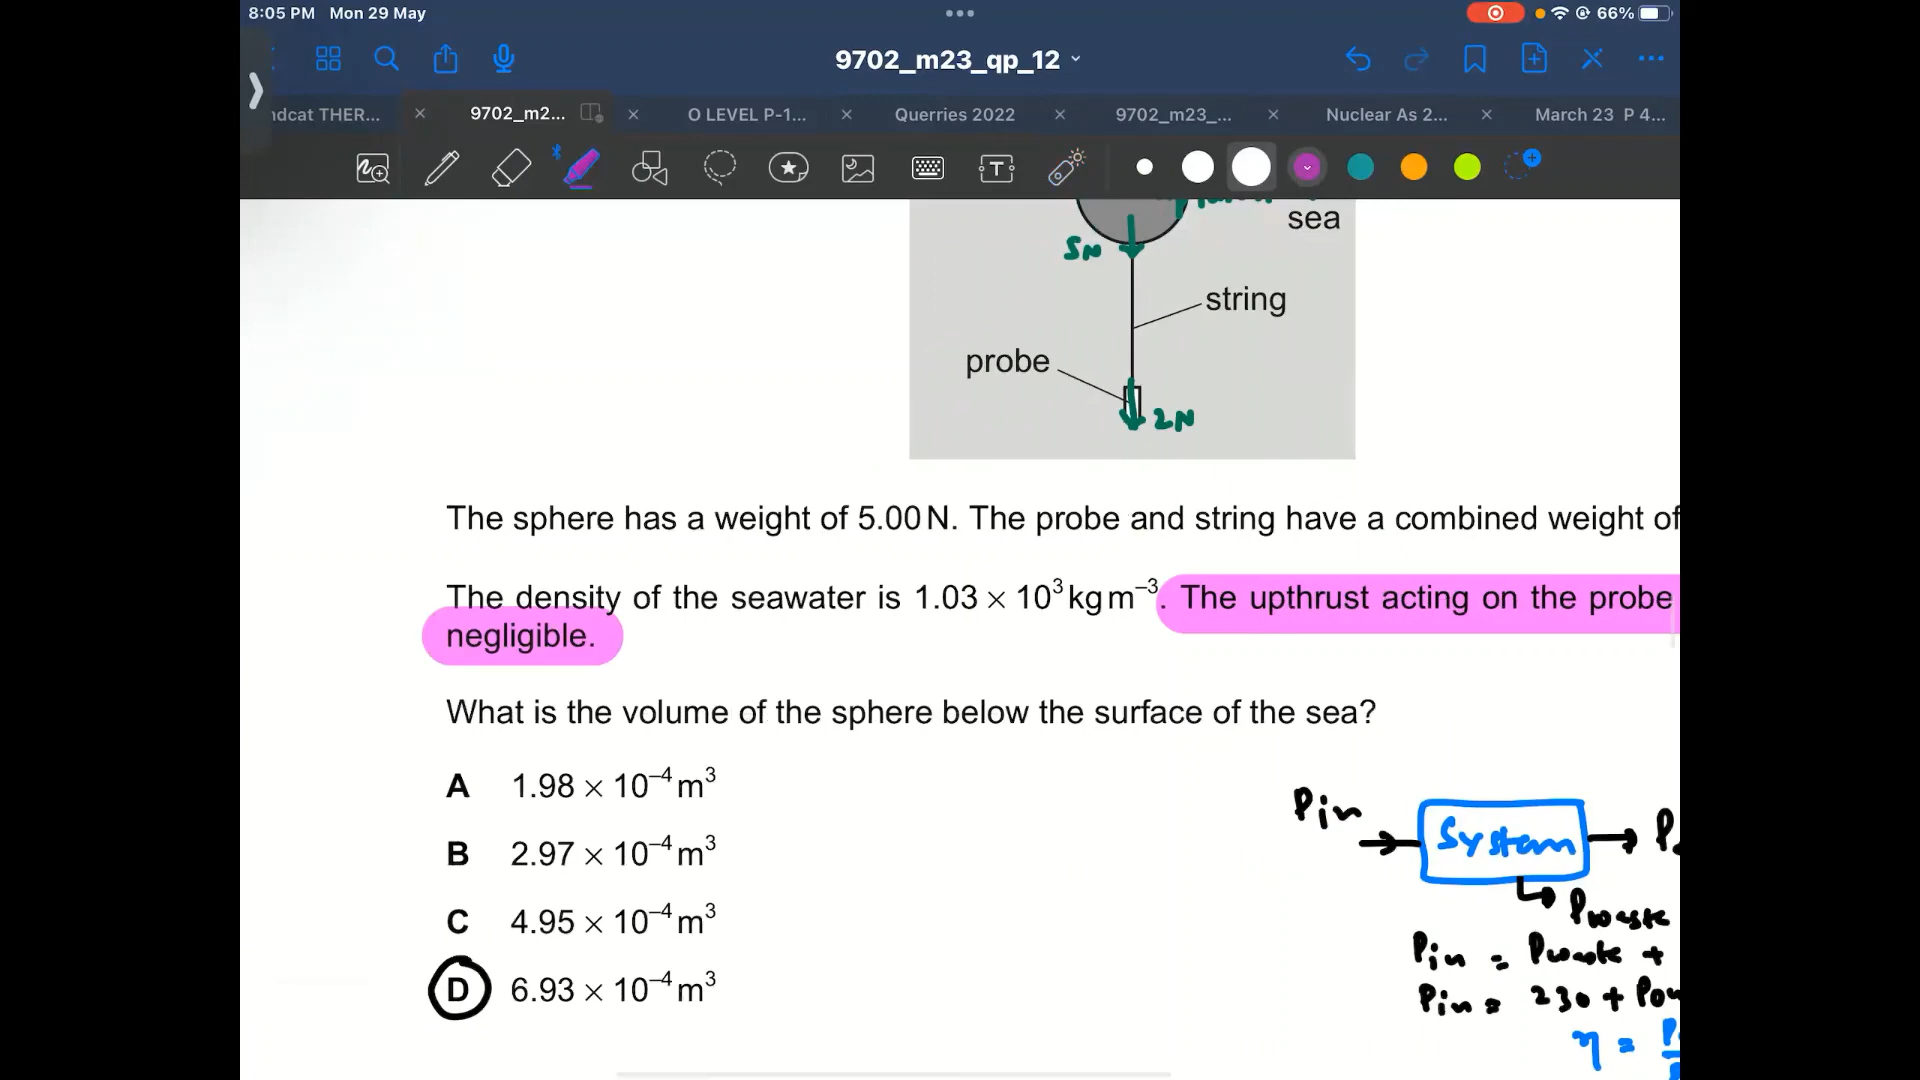 8:05 PM Mon 29 May
66%
9702_m23_qp_12
ndcat THER...
9702_m2...
O LEVEL P-1...
Querries 2022
9702_m23_...
Nuclear As 2...
March 23 P 4...
sea
5N
string
probe
2N
The sphere has a weight of 5.00 N. The probe and string have a combined weight of
The density of the seawater is 1.03 × 10³ kg m⁻³. The upthrust acting on the probe
negligible.
What is the volume of the sphere below the surface of the sea?
A 1.98 × 10⁻⁴ m³
B 2.97 × 10⁻⁴ m³
C 4.95 × 10⁻⁴ m³
D 6.93 × 10⁻⁴ m³
Pin
System
Pwaste
Pin = Pwaste +
Pin = 230 + Pou
η =